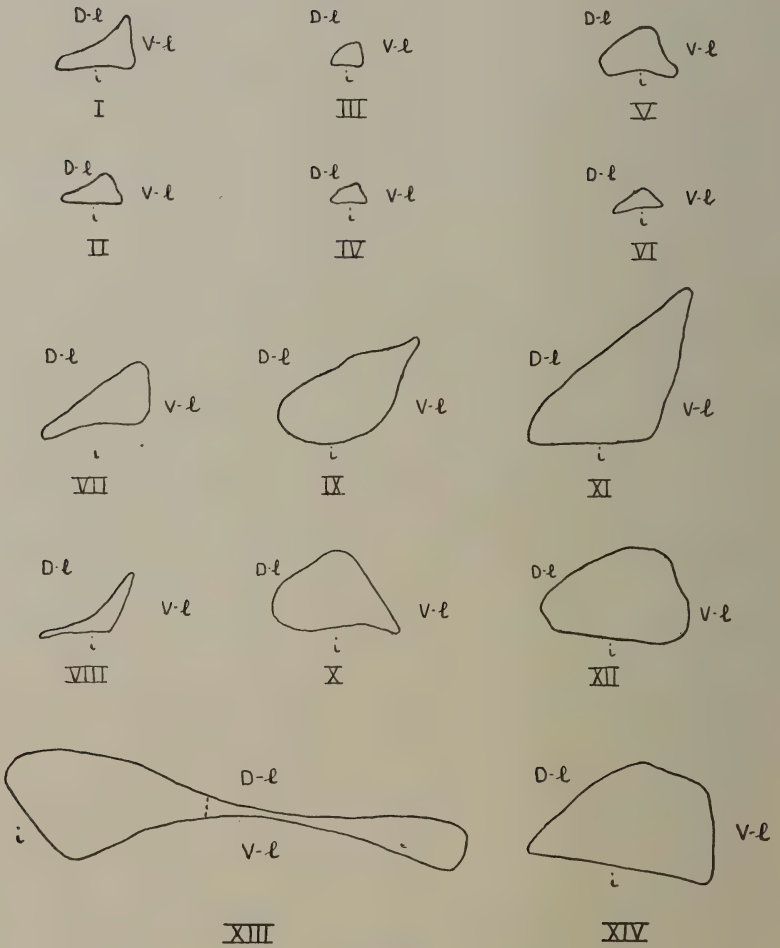 D-l V-l i I
D-l V-l i III
D-l V-l i V
D-l V-l i II
D-l V-l i IV
D-l V-l i VI
D-l V-l i VII
D-l V-l i IX
D-l V-l i XI
D-l V-l i VIII
D-l V-l i X
D-l V-l i XII
D-l i V-l XIII
D-l V-l i XIV